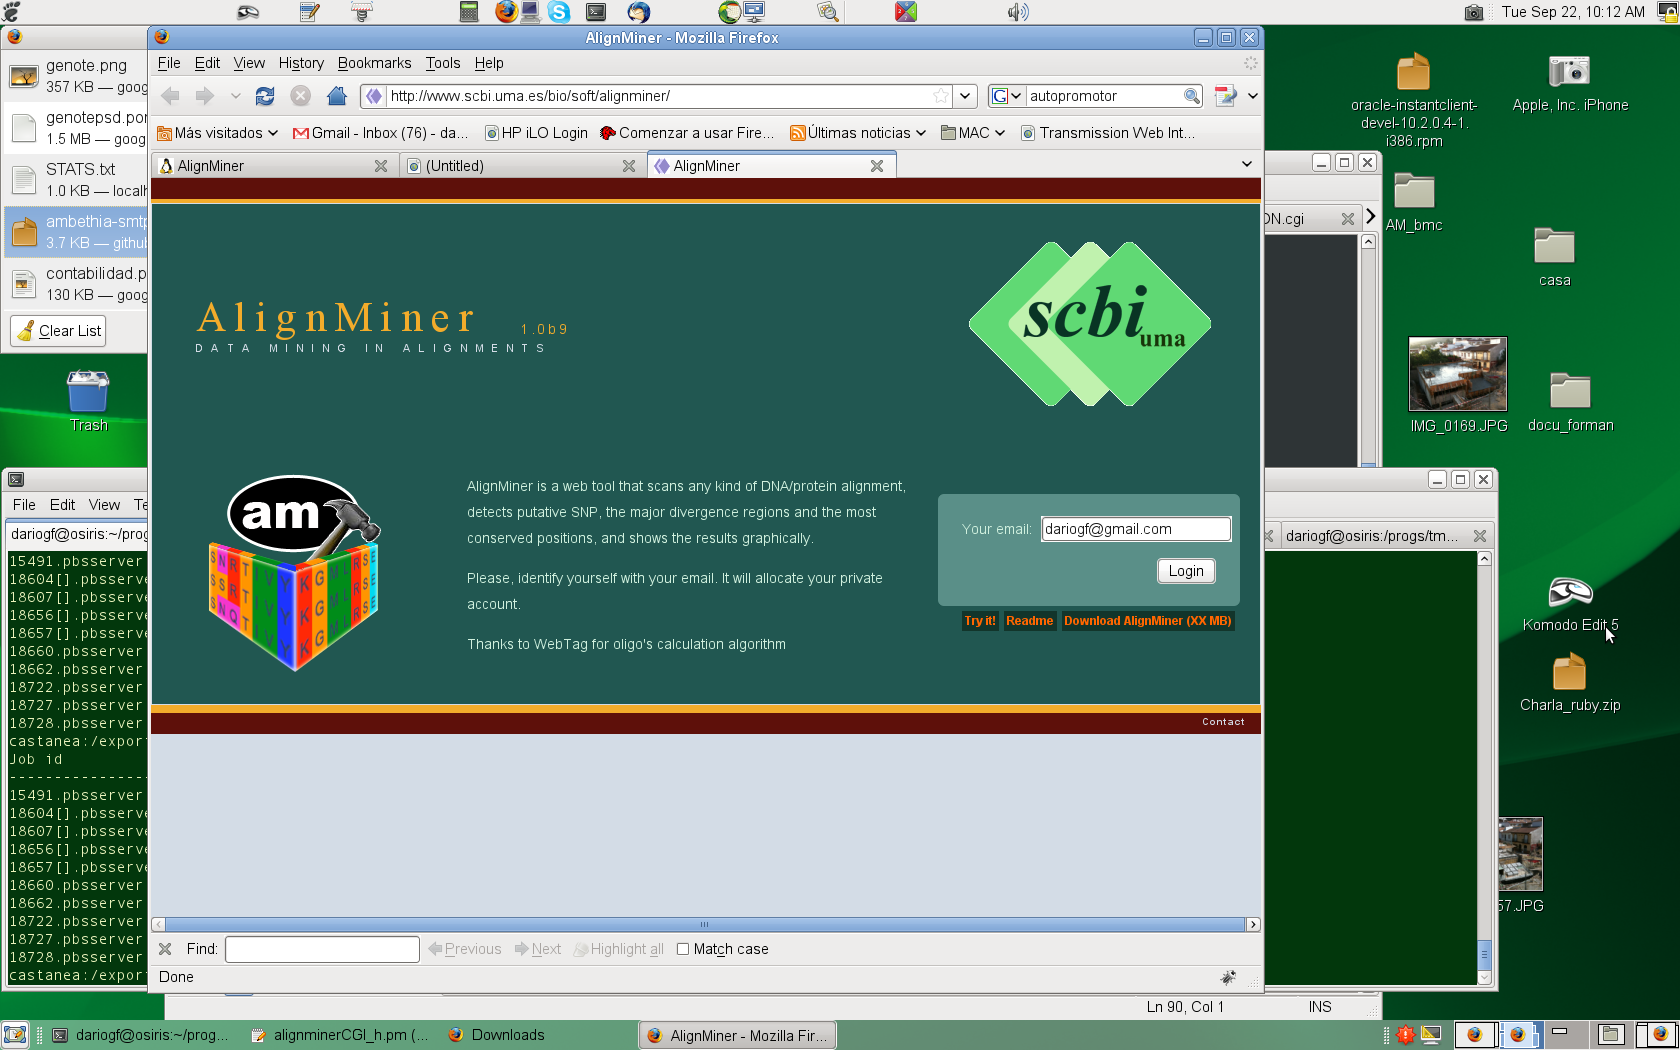 Tue Sep 22, 10:12 AM
AlignMiner - Mozilla Firefox
File Edit View History Bookmarks Tools Help
http://www.scbi.uma.es/bio/soft/alignminer/
autopromotor
Más visitados
Gmail - Inbox (76) - da...
HP iLO Login
Comenzar a usar Fire...
Últimas noticias
MAC
Transmission Web Int...
AlignMiner
(Untitled)
AlignMiner
AlignMiner 1.0b9
DATA MINING IN ALIGNMENTS
scbi
uma
am
AlignMiner is a web tool that scans any kind of DNA/protein alignment,
detects putative SNP, the major divergence regions and the most
conserved positions, and shows the results graphically.
Please, identify yourself with your email. It will allocate your private
account.
Thanks to WebTag for oligo's calculation algorithm
Your email: dariogf@gmail.com
Login
Try it! Readme Download AlignMiner (XX MB)
Contact
Find: Previous Next Highlight all Match case
Done
genote.png
357 KB — goog
genotepsd.por
1.5 MB — goog
STATS.txt
1.0 KB — localh
ambethia-smtp
3.7 KB — github
contabilidad.p
130 KB — goog
Clear List
Trash
File Edit View Te
dariogf@osiris:~/prog
15491.pbsserver
18604[].pbsserve
18607[].pbsserve
18656[].pbsserve
18657[].pbsserve
18660.pbsserver
18662.pbsserver
18722.pbsserver
18727.pbsserver
18728.pbsserver
castanea:/export
Job id
----------------
15491.pbsserver
18604[].pbsserve
18607[].pbsserve
18656[].pbsserve
18657[].pbsserve
18660.pbsserver
18662.pbsserver
18722.pbsserver
18727.pbsserver
18728.pbsserver
castanea:/export
ON.cgi
dariogf@osiris:/progs/tm...
Ln 90, Col 1 INS
oracle-instantclient-
devel-10.2.0.4-1.
i386.rpm
Apple, Inc. iPhone
AM_bmc
casa
IMG_0169.JPG
docu_forman
Komodo Edit 5
Charla_ruby.zip
57.JPG
dariogf@osiris:~/prog...
alignminerCGI_h.pm (...
Downloads
AlignMiner - Mozilla Fir...